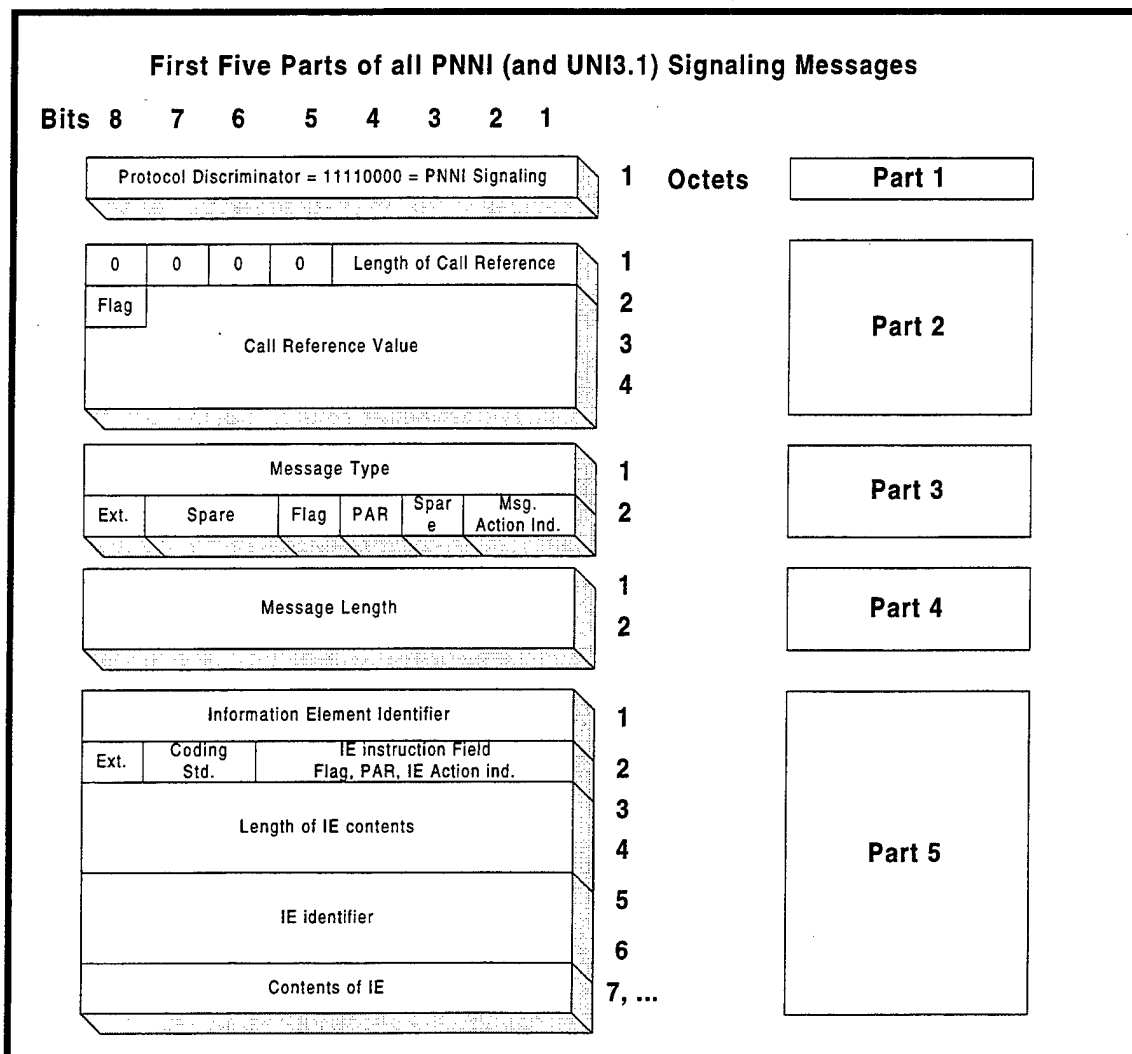 First Five Parts of all PNNI (and UNI3.1) Signaling Messages
Bits 8 7 6 5 4 3 2 1
Protocol Discriminator = 11110000 = PNNI Signaling
1 Octets
Part 1
0 0 0 0 Length of Call Reference
1
Flag
2
Call Reference Value
3
4
Part 2
Message Type
1
Ext. Spare Flag PAR Spar
e
Msg.
Action Ind.
2
Part 3
Message Length
1
2
Part 4
Information Element Identifier
1
Ext. Coding
Std.
IE instruction Field
Flag, PAR, IE Action ind.
2
Length of IE contents
3
4
IE identifier
5
6
Contents of IE
7, ...
Part 5